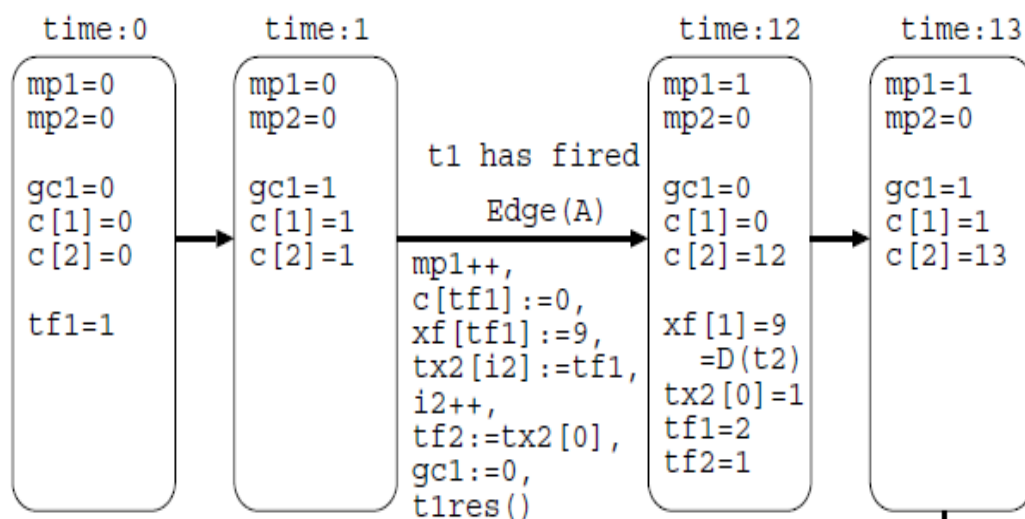 time:0
mp1=0
mp2=0
gc1=0
c[1]=0
c[2]=0
tf1=1
time:1
mp1=0
mp2=0
gc1=1
c[1]=1
c[2]=1
t1 has fired
Edge(A)
mp1++,
c[tf1]:=0,
xf[tf1]:=9,
tx2[i2]:=tf1,
i2++,
tf2:=tx2[0],
gc1:=0,
t1res()
time:12
mp1=1
mp2=0
gc1=0
c[1]=0
c[2]=12
xf[1]=9
=D(t2)
tx2[0]=1
tf1=2
tf2=1
time:13
mp1=1
mp2=0
gc1=1
c[1]=1
c[2]=13